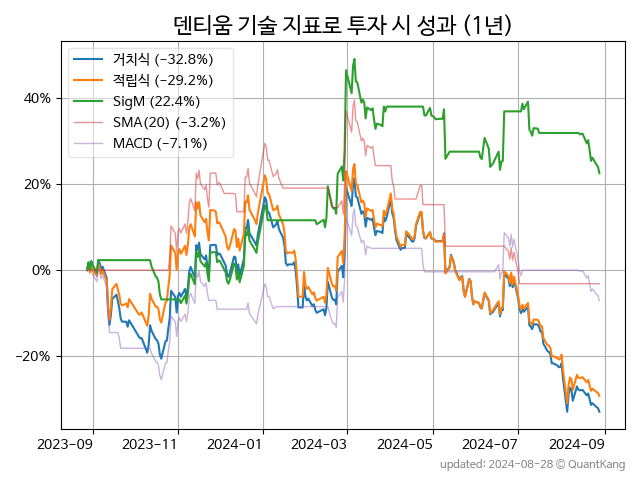 덴티움 기술 지표로 투자 시 성과 (1년)
거치식 (−32.8%)
적립식 (−29.2%)
SigM (22.4%)
SMA(20) (−3.2%)
MACD (−7.1%)
40%
20%
0%
−20%
2023-09 2023-11 2024-01 2024-03 2024-05 2024-07 2024-09
updated: 2024-08-28 © QuantKang